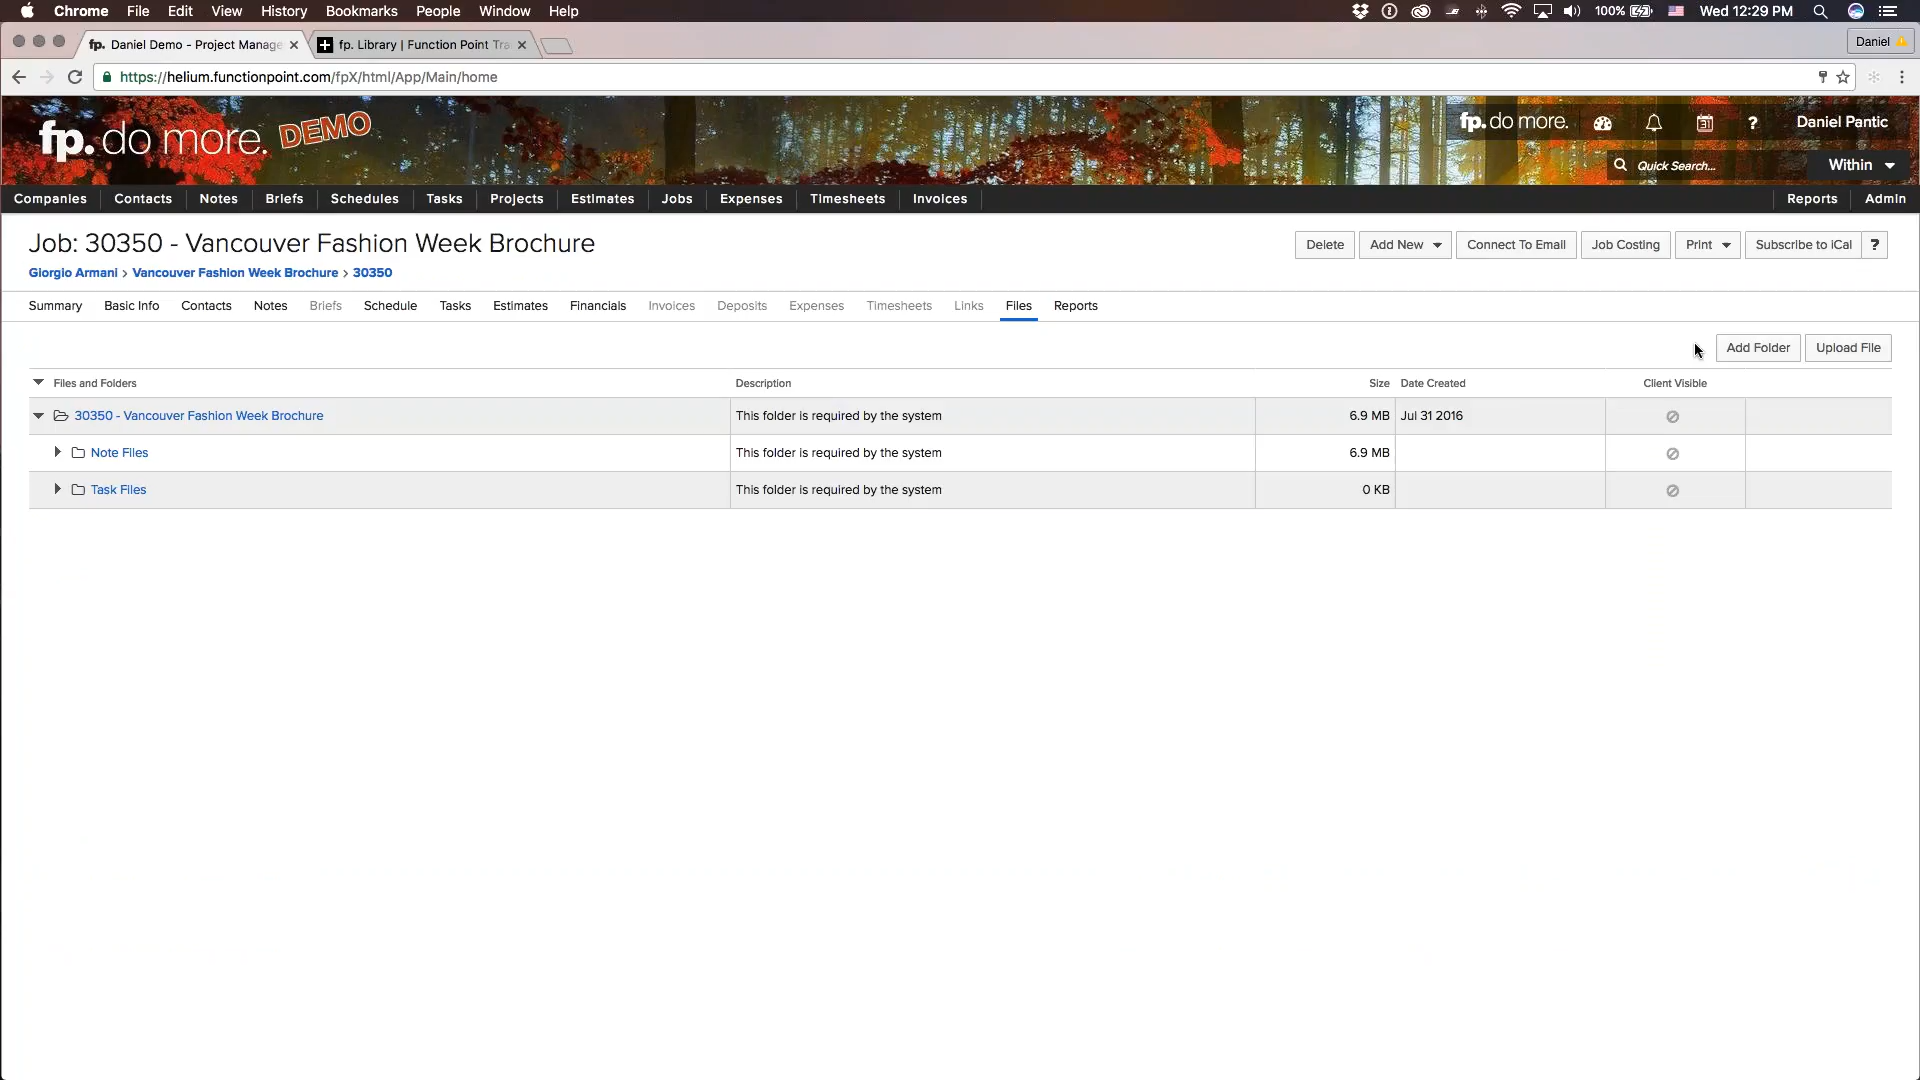 Chrome File Edit View History Bookmarks People Window Help 100% Wed 12:29 PM
fp. Daniel Demo - Project Manage fp. Library | Function Point Tra Daniel
https://helium.functionpoint.com/fpX/html/App/Main/home
fp. do more. DEMO
fp. do more. 31 ? Daniel Pantic
Quick Search... Within
Companies Contacts Notes Briefs Schedules Tasks Projects Estimates Jobs Expenses Timesheets Invoices Reports Admin
Job: 30350 - Vancouver Fashion Week Brochure
Delete Add New Connect To Email Job Costing Print Subscribe to iCal ?
Giorgio Armani > Vancouver Fashion Week Brochure > 30350
Summary Basic Info Contacts Notes Briefs Schedule Tasks Estimates Financials Invoices Deposits Expenses Timesheets Links Files Reports
Add Folder Upload File
Files and Folders Description Size Date Created Client Visible
30350 - Vancouver Fashion Week Brochure This folder is required by the system 6.9 MB Jul 31 2016
Note Files This folder is required by the system 6.9 MB
Task Files This folder is required by the system 0 KB